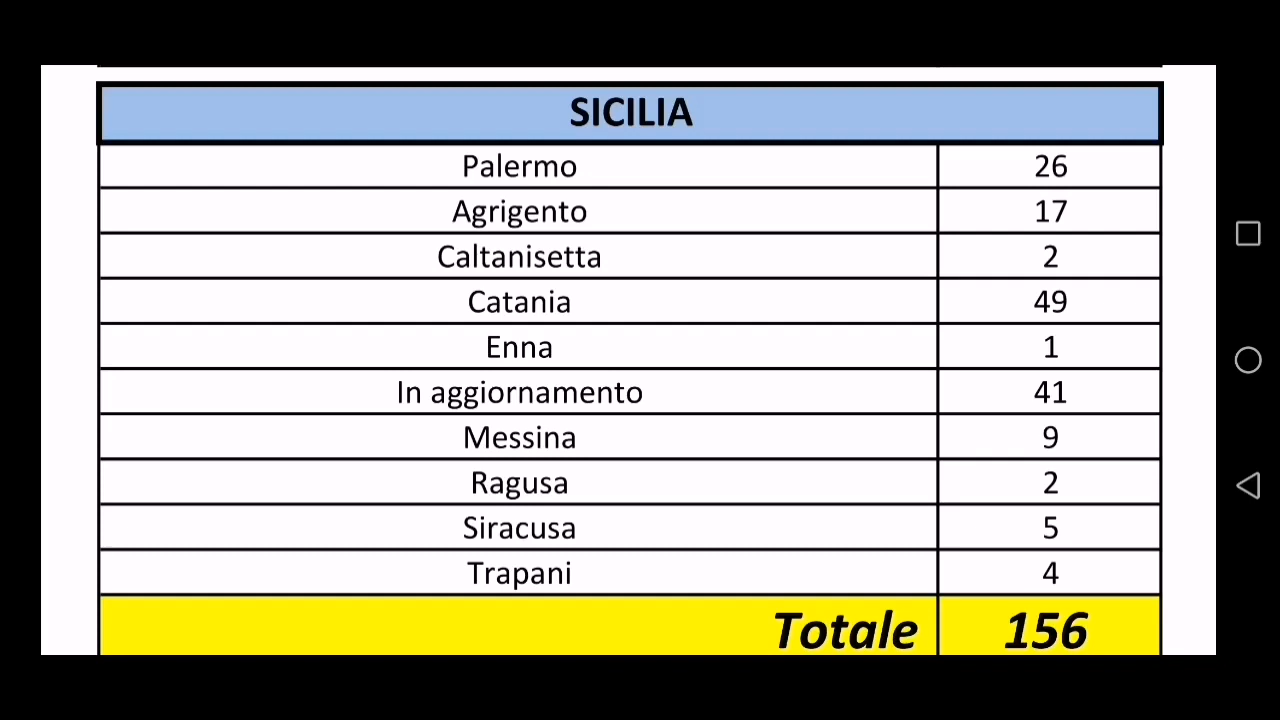 SICILIA
Palermo 26
Agrigento 17
Caltanisetta 2
Catania 49
Enna 1
In aggiornamento 41
Messina 9
Ragusa 2
Siracusa 5
Trapani 4
Totale 156